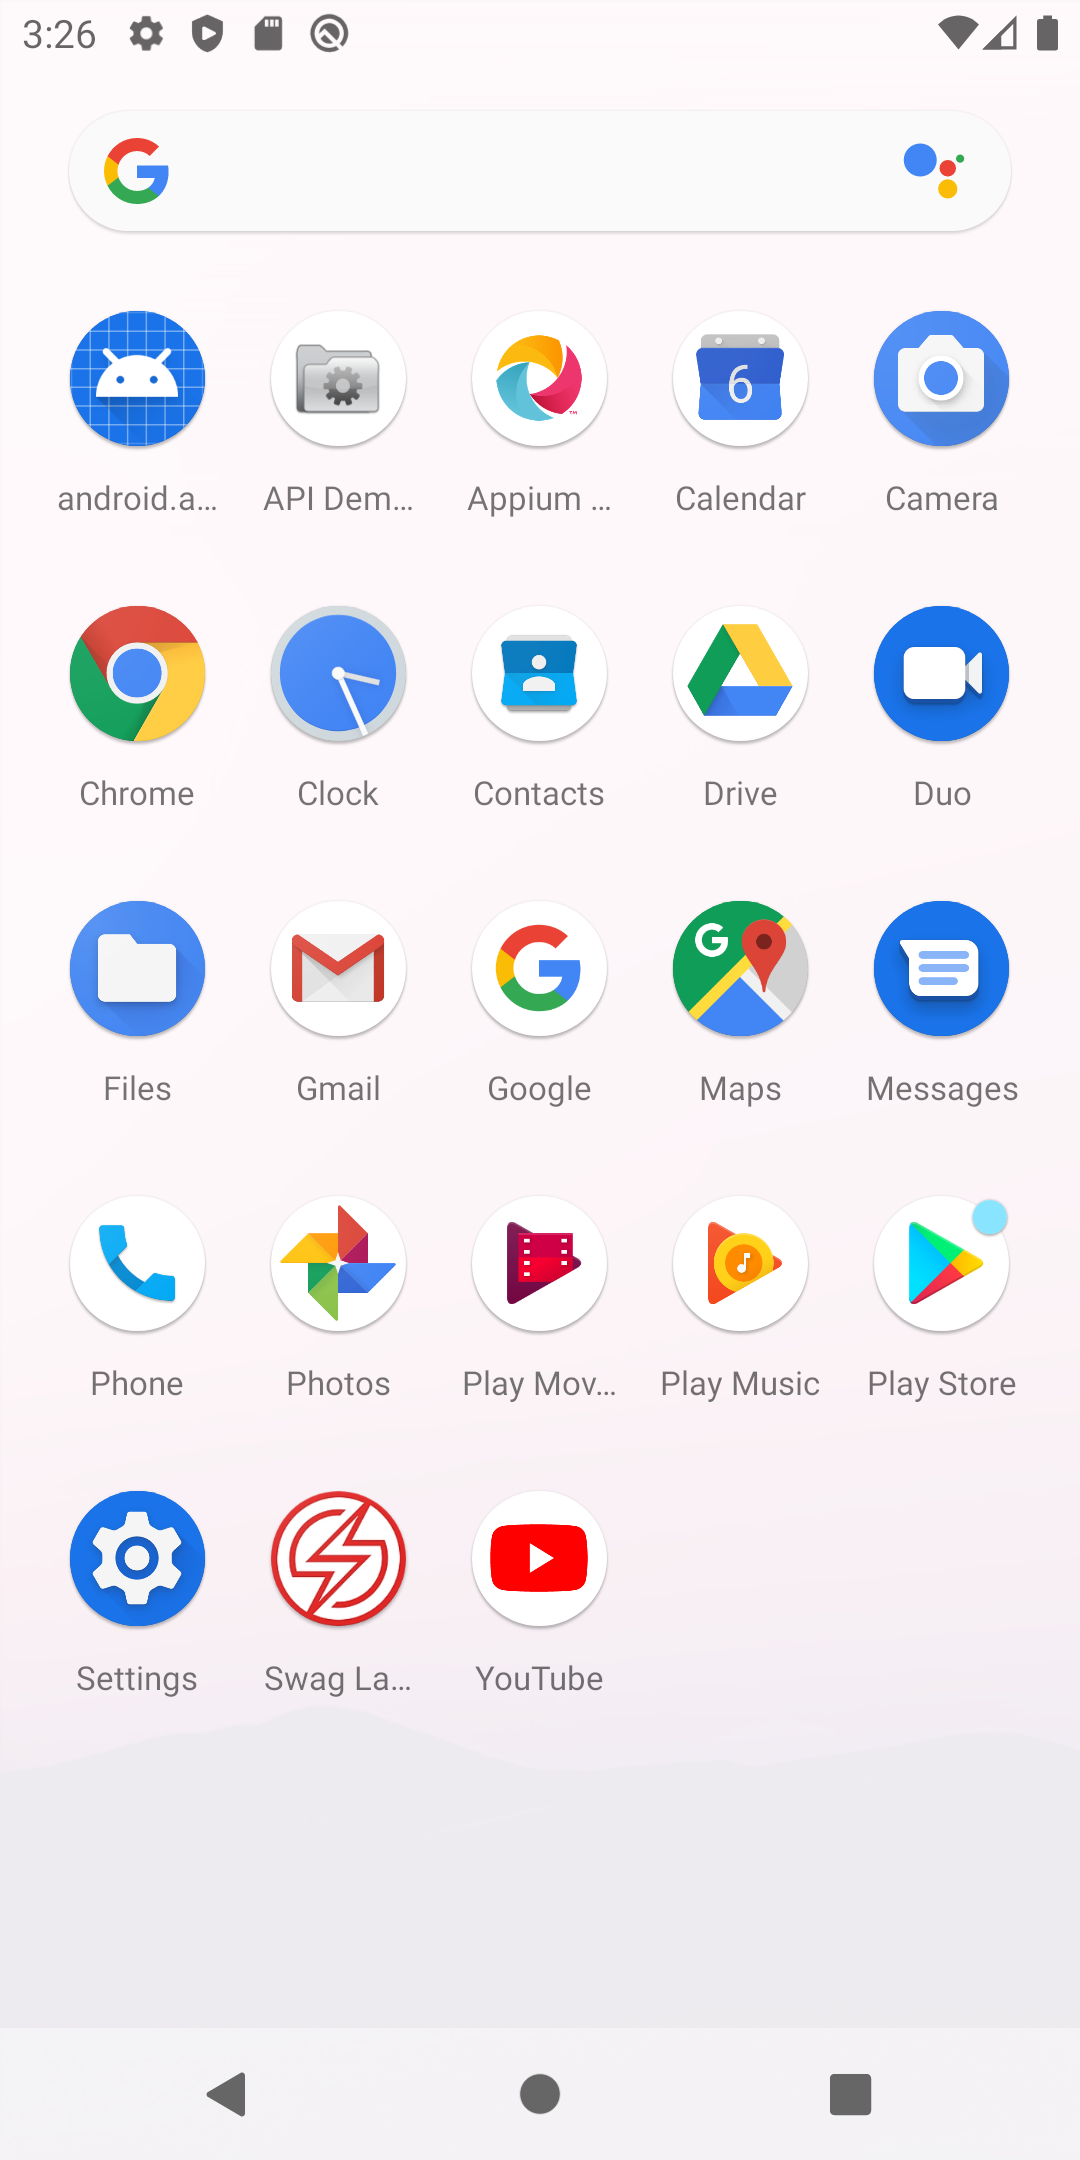 3:26
android.a...
API Dem...
Appium ...
6
Calendar
Camera
Chrome
Clock
Contacts
Drive
Duo
Files
Gmail
Google
Maps
Messages
Phone
Photos
Play Mov...
Play Music
Play Store
Settings
Swag La...
YouTube